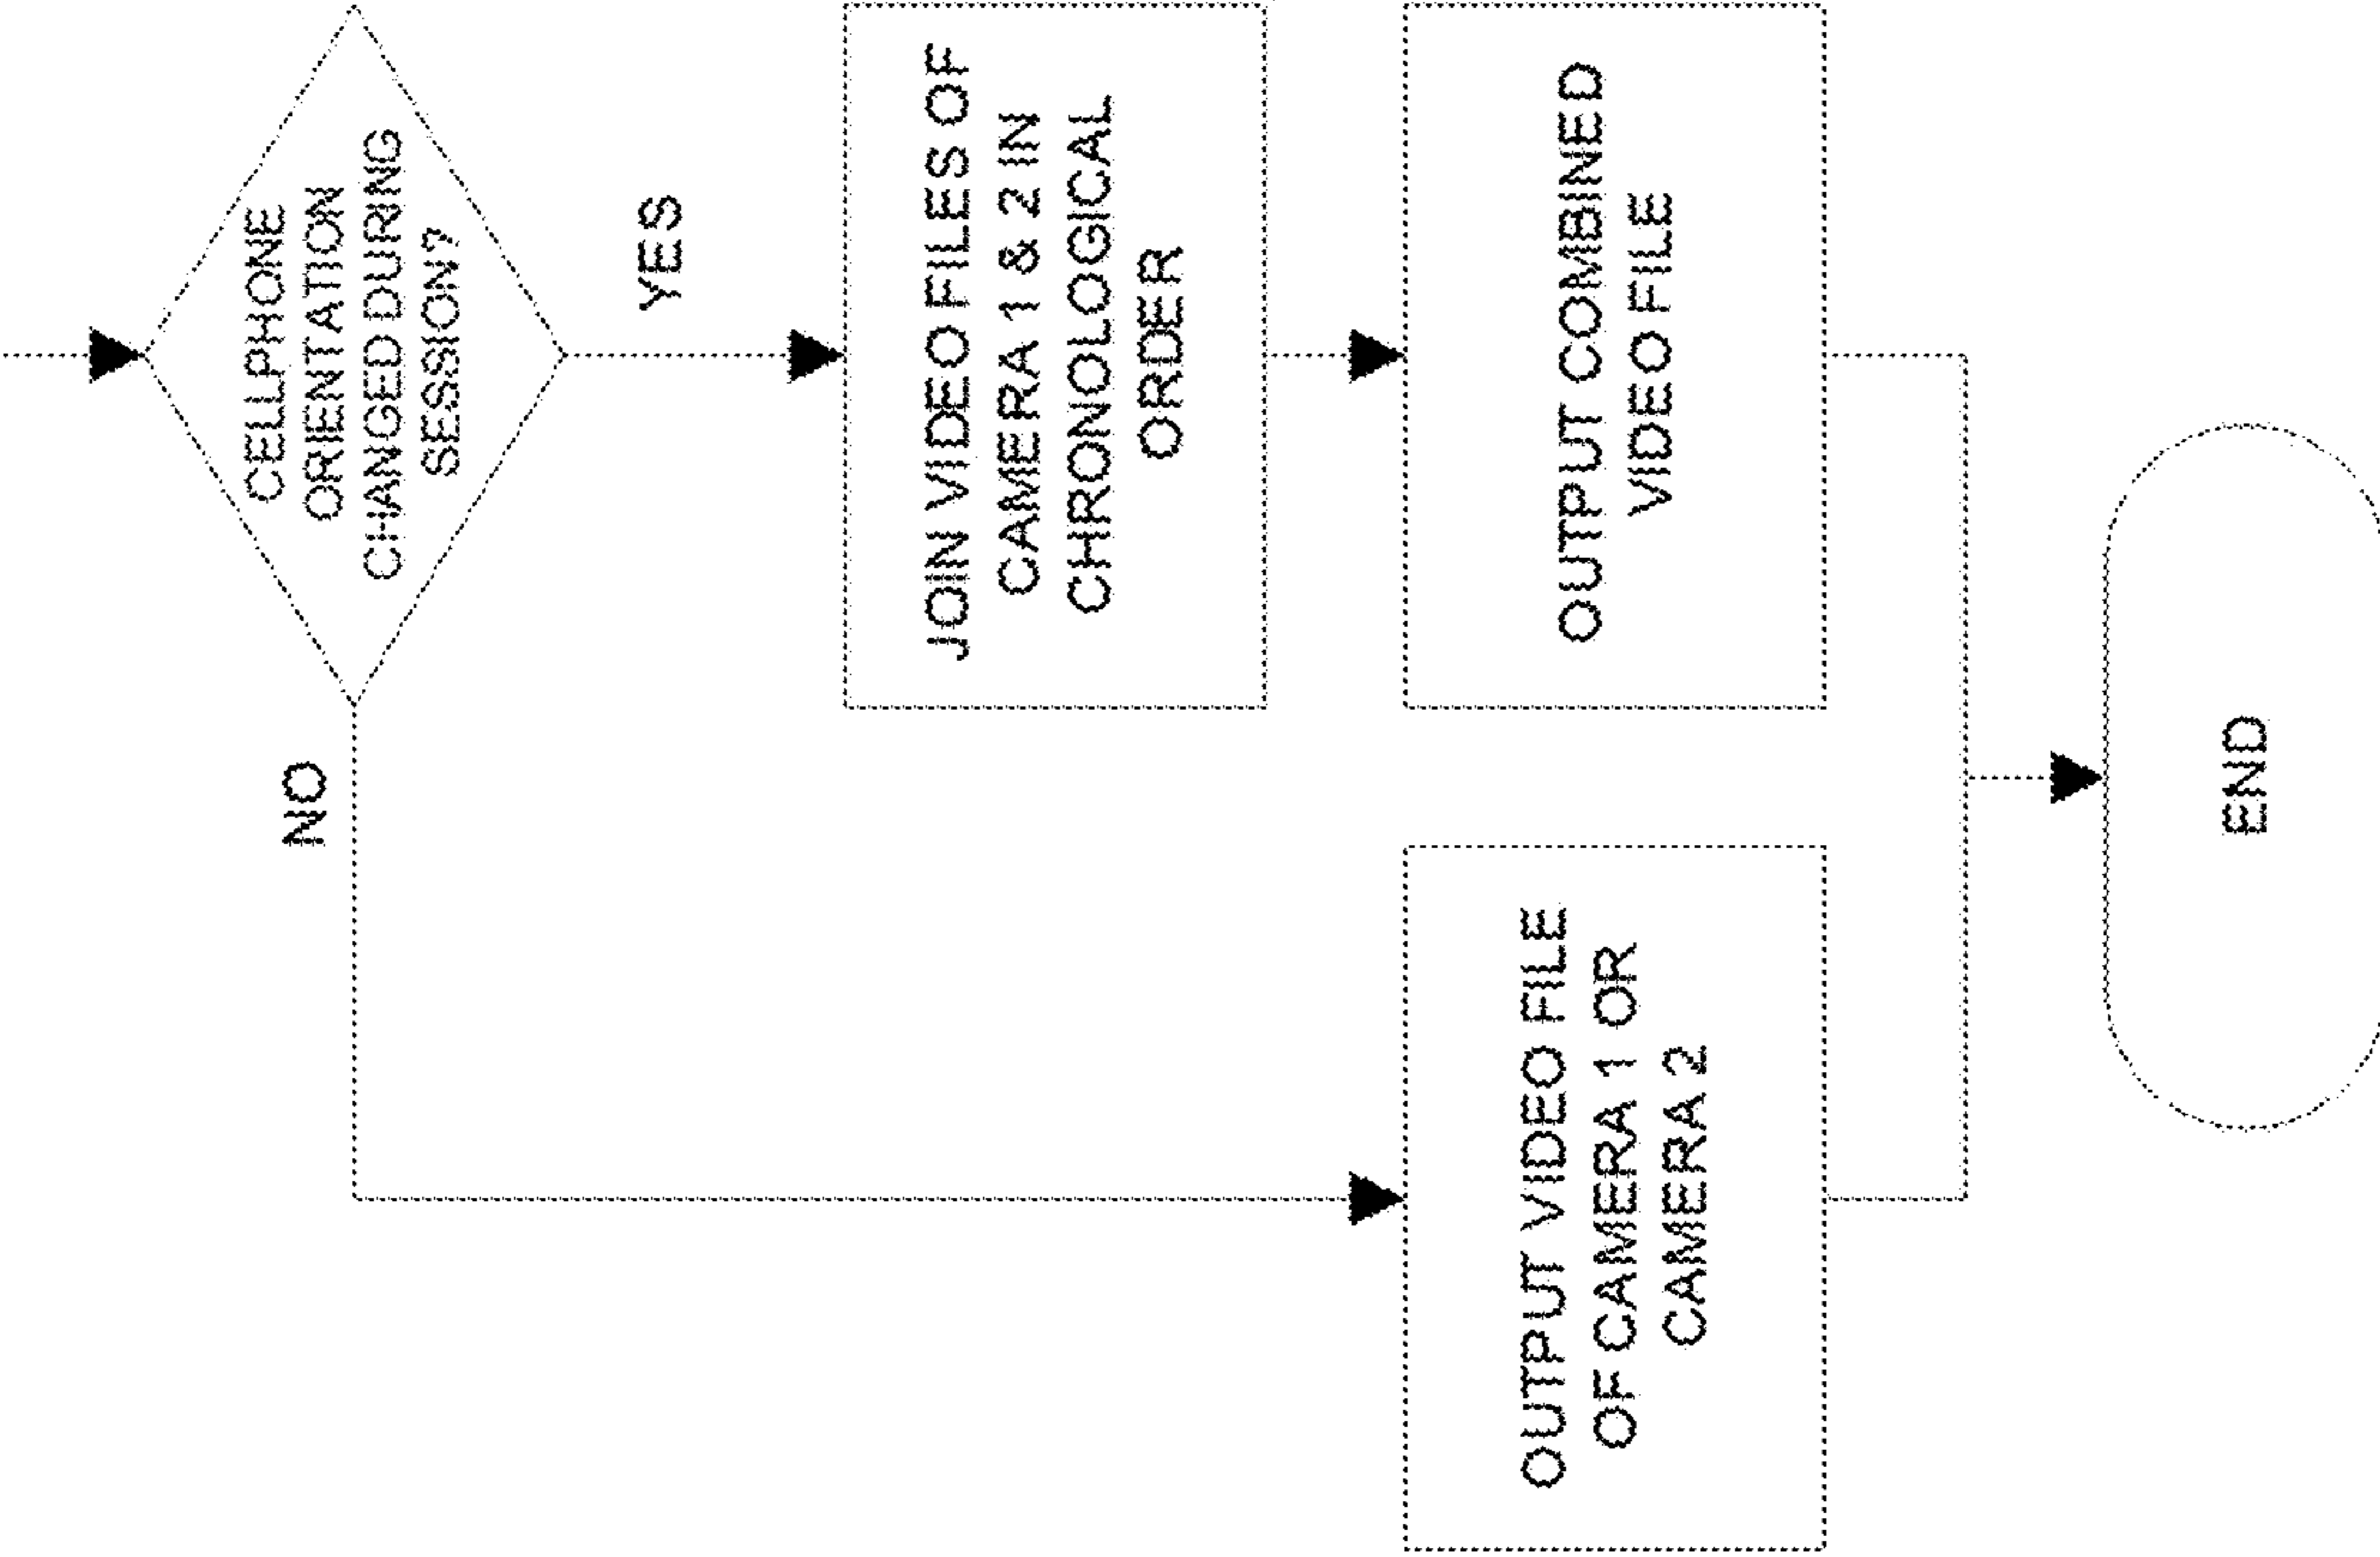 CELLPHONE
ORIENTATION
CHANGED DURING
SESSION?
NO
YES
JOIN VIDEO FILES OF
CAMERA 1 & 2 IN
CHRONOLOGICAL
ORDER
OUTPUT VIDEO FILE
OF CAMERA 1 OR
CAMERA 2
OUTPUT COMBINED
VIDEO FILE
END